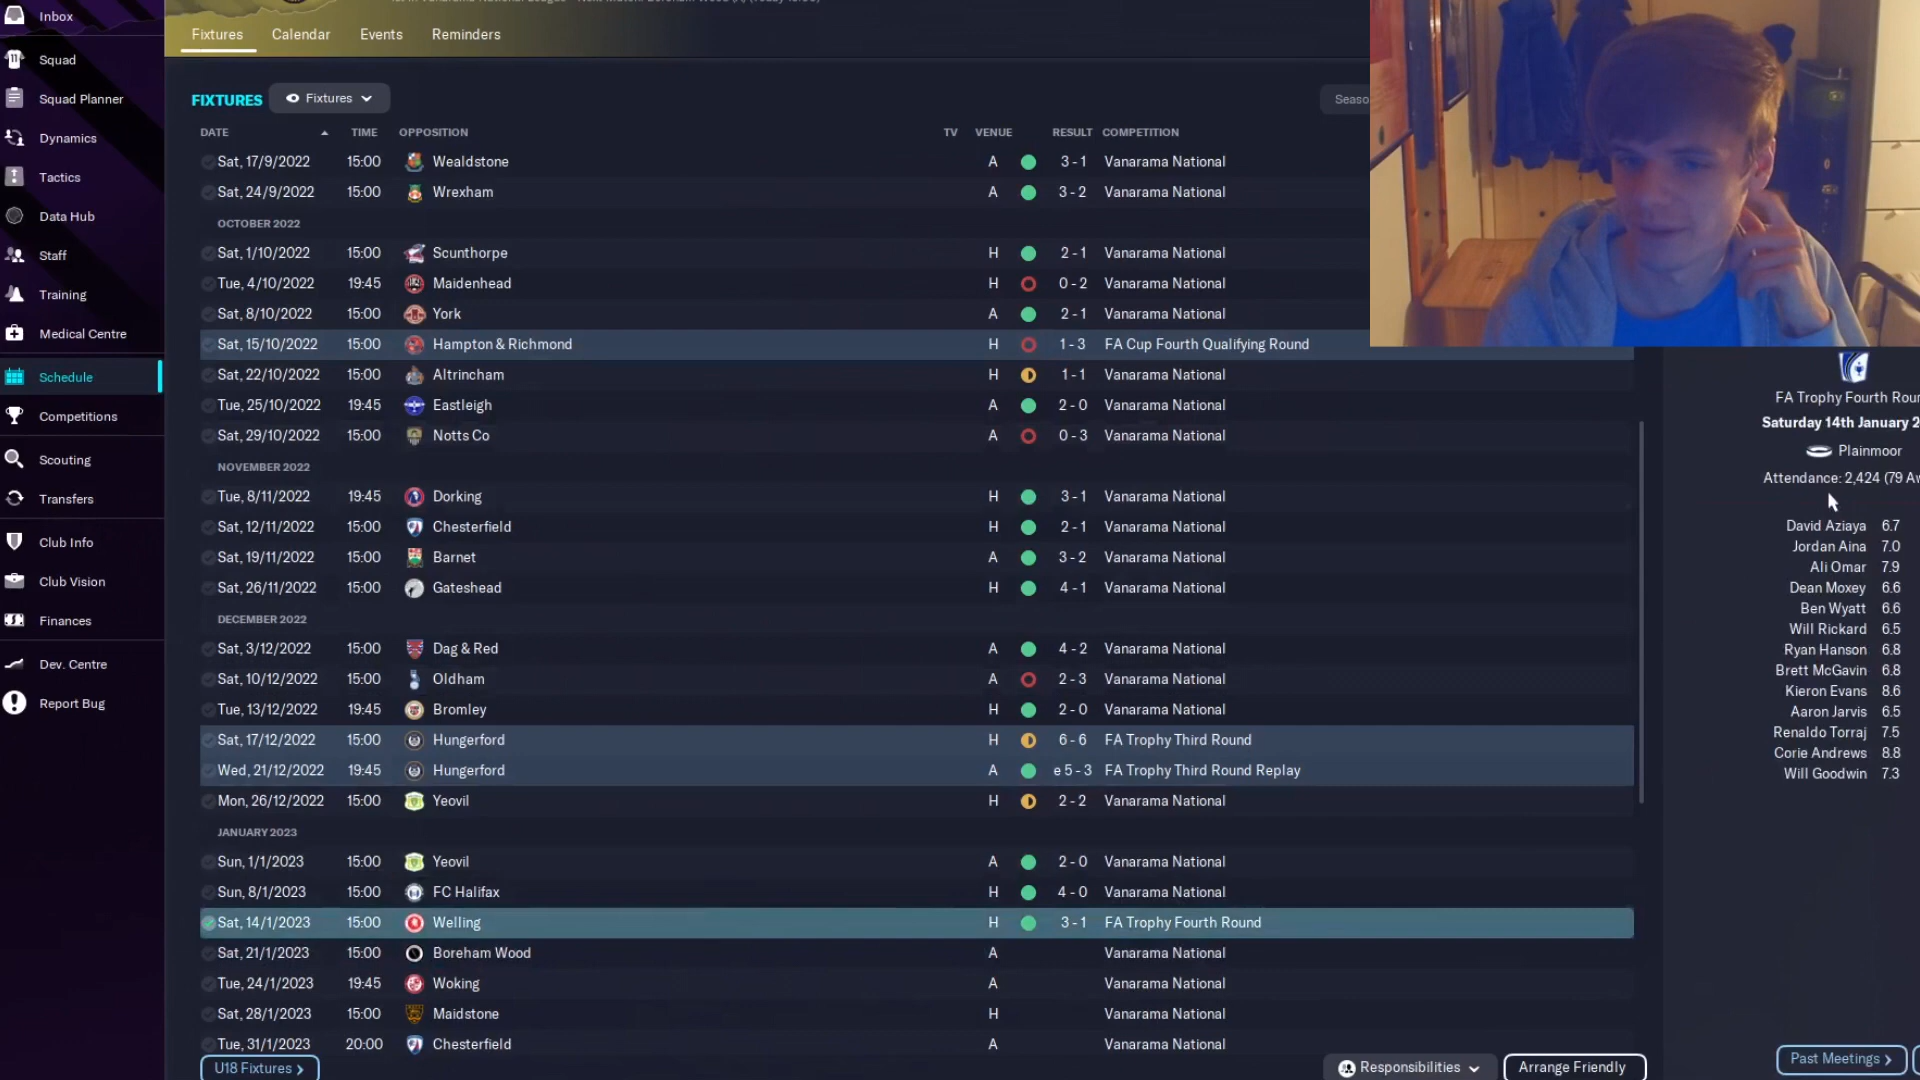 Inbox
Squad
Squad Planner
Dynamics
Tactics
Data Hub
Staff
Training
Medical Centre
Schedule
Competitions
Scouting
Transfers
Club Info
Club Vision
Finances
Dev. Centre
Report Bug
Fixtures Calendar Events Reminders
FIXTURES Fixtures Seaso
DATE TIME OPPOSITION TV VENUE RESULT COMPETITION
Sat, 17/9/2022 15:00 Wealdstone A 3 - 1 Vanarama National
Sat, 24/9/2022 15:00 Wrexham A 3 - 2 Vanarama National
OCTOBER 2022
Sat, 1/10/2022 15:00 Scunthorpe H 2 - 1 Vanarama National
Tue, 4/10/2022 19:45 Maidenhead H 0 - 2 Vanarama National
Sat, 8/10/2022 15:00 York A 2 - 1 Vanarama National
Sat, 15/10/2022 15:00 Hampton & Richmond H 1 - 3 FA Cup Fourth Qualifying Round
Sat, 22/10/2022 15:00 Altrincham H 1 - 1 Vanarama National
Tue, 25/10/2022 19:45 Eastleigh A 2 - 0 Vanarama National
Sat, 29/10/2022 15:00 Notts Co A 0 - 3 Vanarama National
NOVEMBER 2022
Tue, 8/11/2022 19:45 Dorking H 3 - 1 Vanarama National
Sat, 12/11/2022 15:00 Chesterfield H 2 - 1 Vanarama National
Sat, 19/11/2022 15:00 Barnet A 3 - 2 Vanarama National
Sat, 26/11/2022 15:00 Gateshead H 4 - 1 Vanarama National
DECEMBER 2022
Sat, 3/12/2022 15:00 Dag & Red A 4 - 2 Vanarama National
Sat, 10/12/2022 15:00 Oldham A 2 - 3 Vanarama National
Tue, 13/12/2022 19:45 Bromley H 2 - 0 Vanarama National
Sat, 17/12/2022 15:00 Hungerford H 6 - 6 FA Trophy Third Round
Wed, 21/12/2022 19:45 Hungerford A e 5 - 3 FA Trophy Third Round Replay
Mon, 26/12/2022 15:00 Yeovil H 2 - 2 Vanarama National
JANUARY 2023
Sun, 1/1/2023 15:00 Yeovil A 2 - 0 Vanarama National
Sun, 8/1/2023 15:00 FC Halifax H 4 - 0 Vanarama National
Sat, 14/1/2023 15:00 Welling H 3 - 1 FA Trophy Fourth Round
Sat, 21/1/2023 15:00 Boreham Wood A Vanarama National
Tue, 24/1/2023 19:45 Woking A Vanarama National
Sat, 28/1/2023 15:00 Maidstone H Vanarama National
Tue, 31/1/2023 20:00 Chesterfield A Vanarama National
U18 Fixtures Responsibilities Arrange Friendly
FA Trophy Fourth Rour
Saturday 14th January 2
Plainmoor
Attendance: 2,424 (79 Aw
David Aziaya 6.7
Jordan Aina 7.0
Ali Omar 7.9
Dean Moxey 6.6
Ben Wyatt 6.6
Will Rickard 6.5
Ryan Hanson 6.8
Brett McGavin 6.8
Kieron Evans 8.6
Aaron Jarvis 6.5
Renaldo Torraj 7.5
Corie Andrews 8.8
Will Goodwin 7.3
Past Meetings